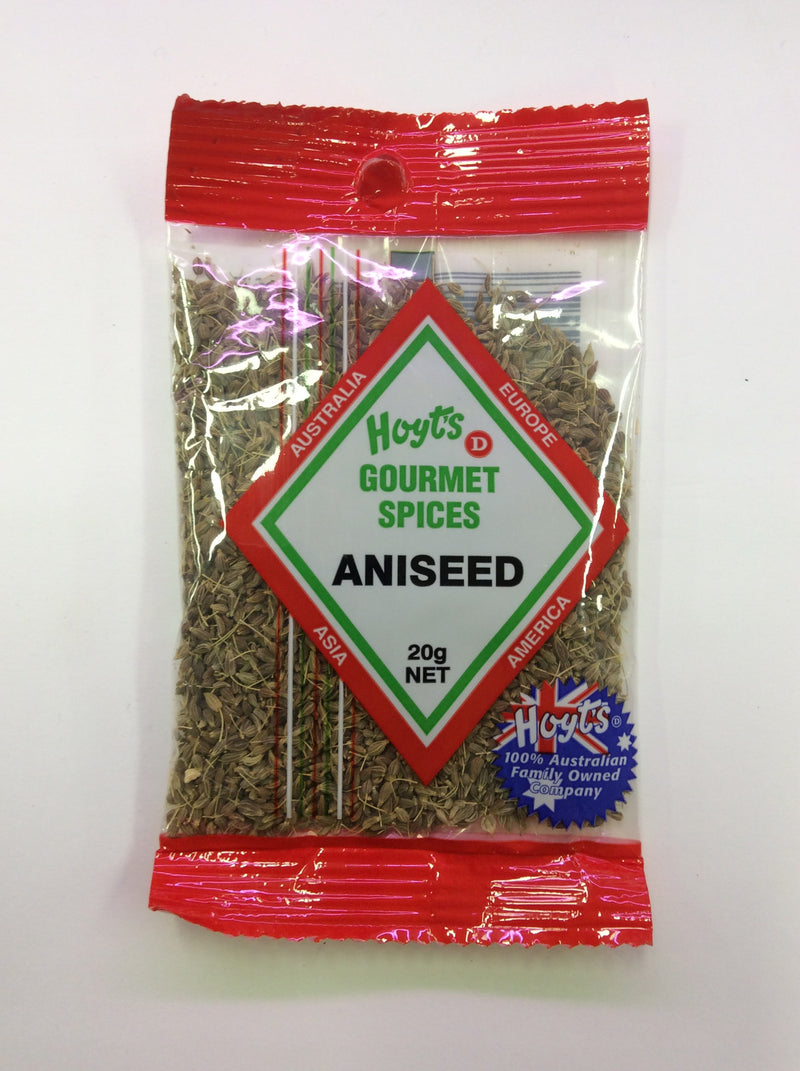 AUSTRALIA
EUROPE
Hoyt's D
GOURMET
SPICES
ANISEED
ASIA
AMERICA
20g
NET
Hoyt's D
100% Australian
Family Owned
Company